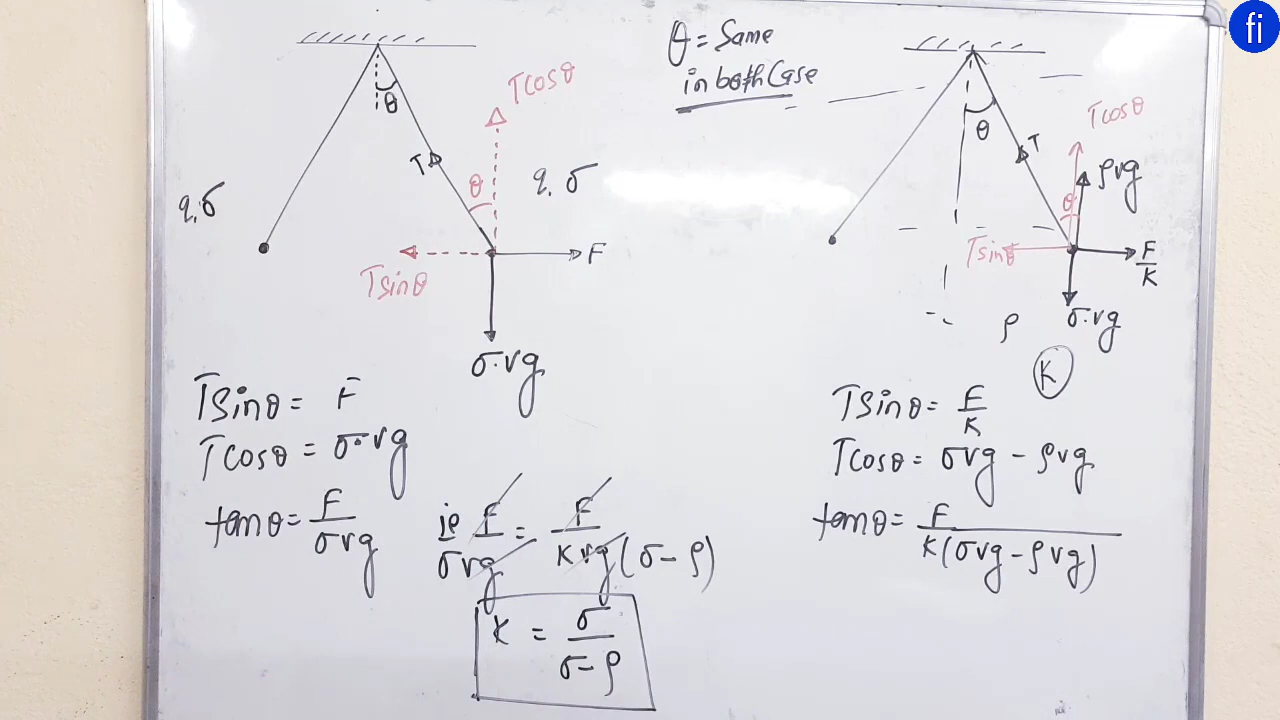 fi
θ = Same
in both Case
θ
T
Tcosθ
θ
q, σ
q, σ
Tsinθ
F
σ.vg
Tsinθ = F
Tcosθ = σ.vg
tanθ = F/σvg
ie F/σvg = F/Kvg(σ-ρ)
K = σ/σ-ρ
θ
T
Tcosθ
ρvg
θ
Tsinθ
F/K
σ.vg
ρ
K
Tsinθ = F/K
Tcosθ = σvg - ρvg
tanθ = F/K(σvg-ρvg)